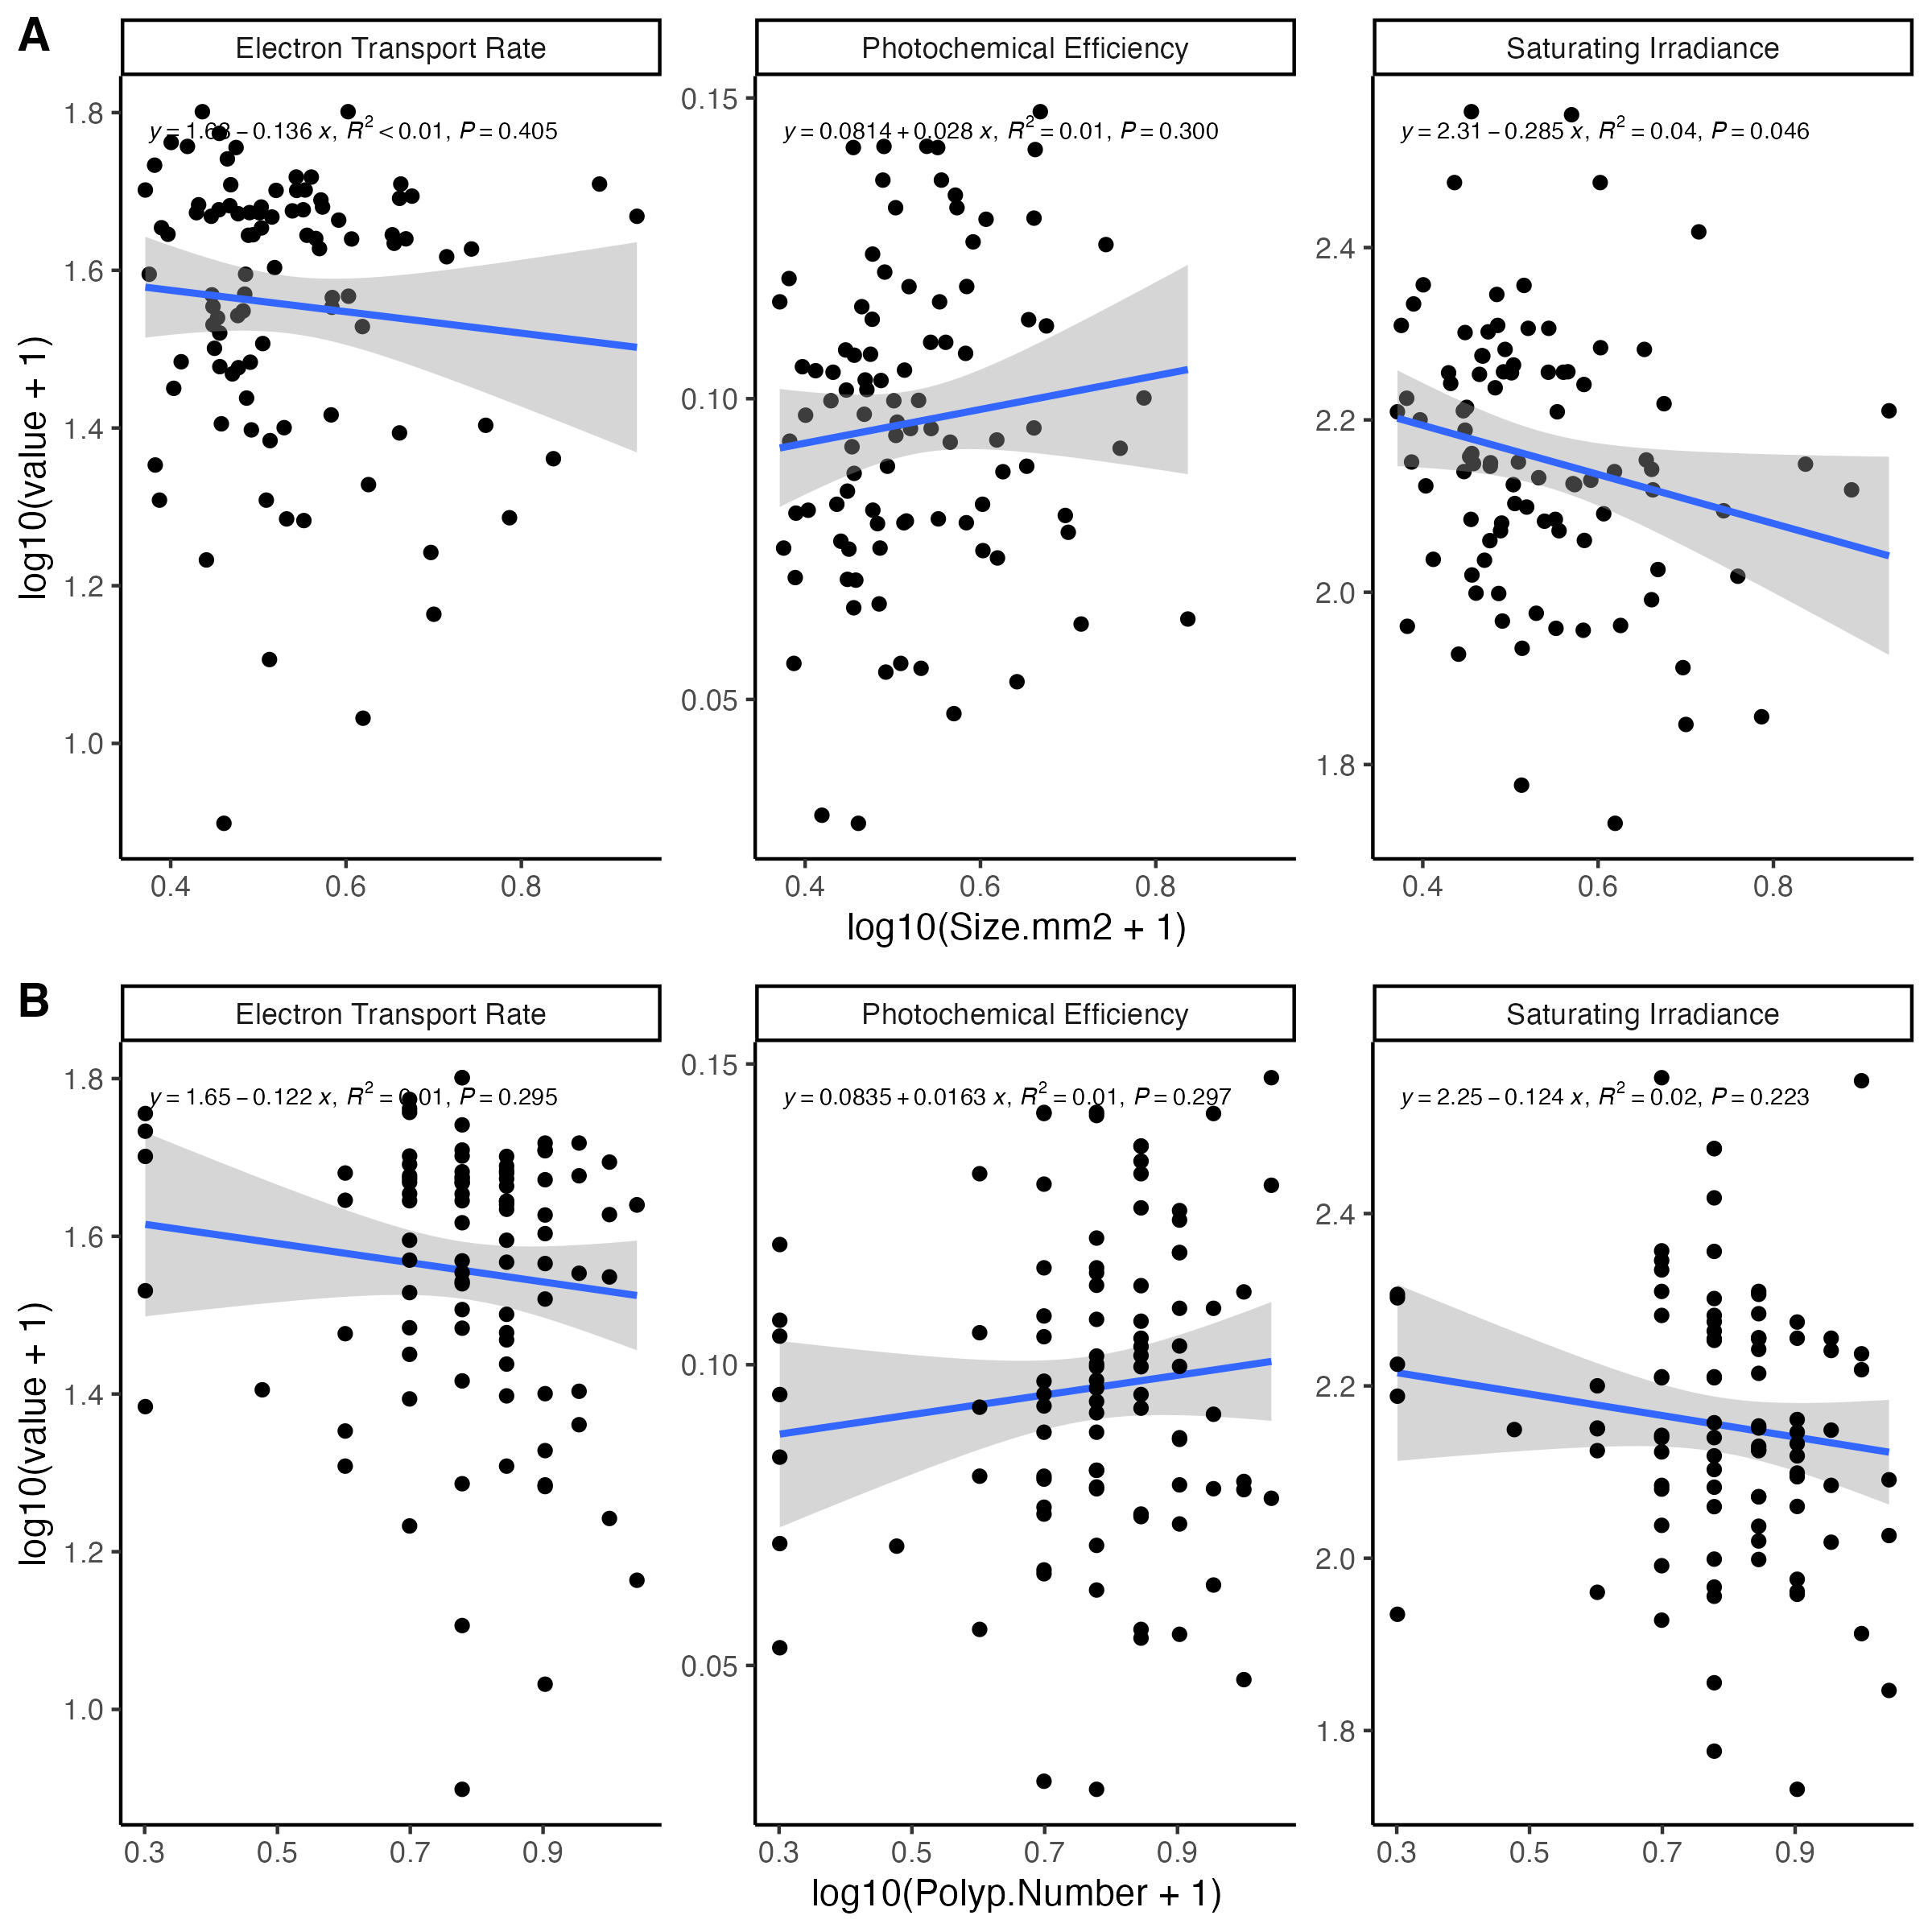 A
Electron Transport Rate
Photochemical Efficiency
Saturating Irradiance
y = 1.63 − 0.136 x, R² < 0.01, P = 0.405
y = 0.0814 + 0.028 x, R² = 0.01, P = 0.300
y = 2.31 − 0.285 x, R² = 0.04, P = 0.046
log10(value + 1)
1.8
1.6
1.4
1.2
1.0
0.15
0.10
0.05
2.4
2.2
2.0
1.8
0.4 0.6 0.8
0.4 0.6 0.8
0.4 0.6 0.8
log10(Size.mm2 + 1)
B
Electron Transport Rate
Photochemical Efficiency
Saturating Irradiance
y = 1.65 − 0.122 x, R² = 0.01, P = 0.295
y = 0.0835 + 0.0163 x, R² = 0.01, P = 0.297
y = 2.25 − 0.124 x, R² = 0.02, P = 0.223
log10(value + 1)
1.8
1.6
1.4
1.2
1.0
0.15
0.10
0.05
2.4
2.2
2.0
1.8
0.3 0.5 0.7 0.9
0.3 0.5 0.7 0.9
0.3 0.5 0.7 0.9
log10(Polyp.Number + 1)